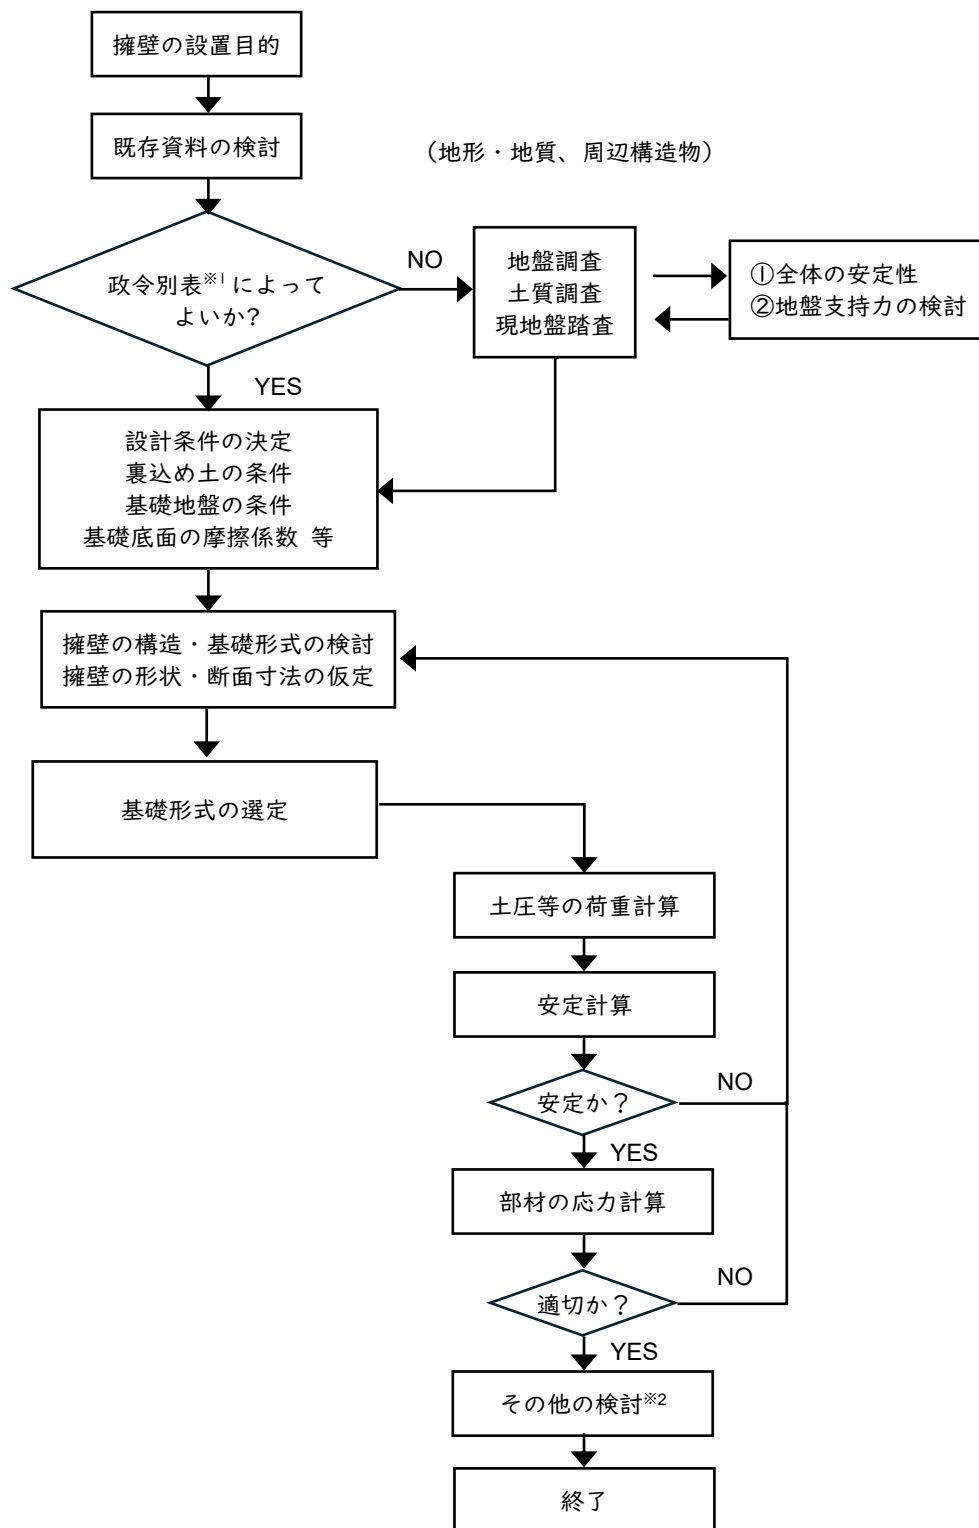 擁壁の設置目的
既存資料の検討
（地形・地質、周辺構造物）
政令別表※1によって
よいか?
NO
地盤調査
土質調査
現地盤踏査
①全体の安定性
②地盤支持力の検討
YES
設計条件の決定
裏込め土の条件
基礎地盤の条件
基礎底面の摩擦係数 等
擁壁の構造・基礎形式の検討
擁壁の形状・断面寸法の仮定
基礎形式の選定
土圧等の荷重計算
安定計算
安定か？
NO
YES
部材の応力計算
適切か？
NO
YES
その他の検討※2
終了